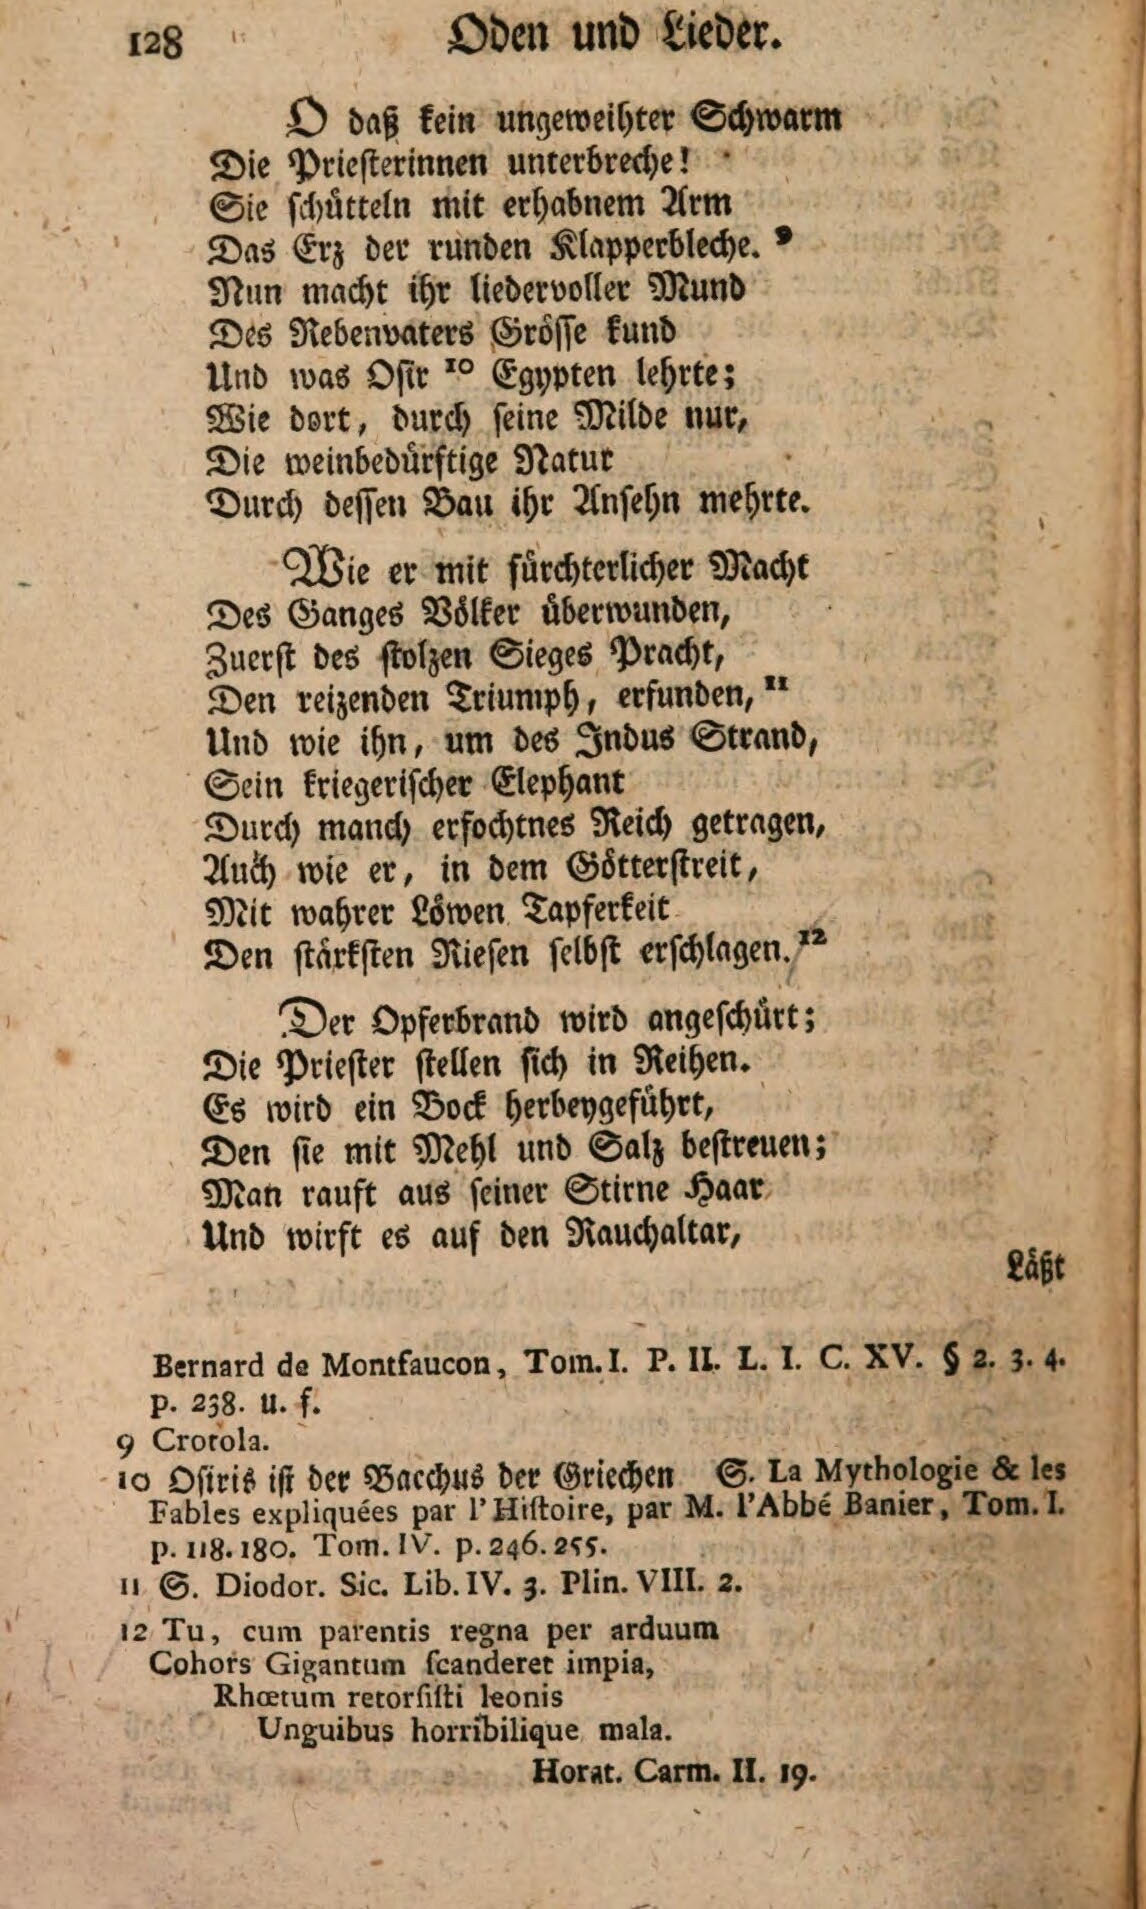 128 Oden und Lieder.
O daß kein ungeweihter Schwarm
Die Priesterinnen unterbreche!
Sie schütteln mit erhabnem Arm
Das Erz der runden Klapperbleche. 9
Nun macht ihr liedervoller Mund
Des Rebenvaters Grösse kund
Und was Osir 10 Egypten lehrte;
Wie dort, durch seine Milde nur,
Die weinbedürftige Natur
Durch dessen Bau ihr Ansehn mehrte.
Wie er mit fürchterlicher Macht
Des Ganges Völker überwunden,
Zuerst des stolzen Sieges Pracht,
Den reizenden Triumph, erfunden, 11
Und wie ihn, um des Indus Strand,
Sein kriegerischer Elephant
Durch manch erfochtnes Reich getragen,
Auch wie er, in dem Götterstreit,
Mit wahrer Löwen Tapferkeit
Den stärksten Riesen selbst erschlagen. 12
Der Opferbrand wird angeschürt;
Die Priester stellen sich in Reihen.
Es wird ein Bock herbeygeführt,
Den sie mit Mehl und Salz bestreuen;
Man rauft aus seiner Stirne Haar
Und wirft es auf den Rauchaltar,
Läßt
Bernard de Montfaucon, Tom. I. P. II. L. I. C. XV. § 2. 3. 4.
p. 238. u. f.
9 Crotola.
10 Osiris ist der Bacchus der Griechen S. La Mythologie & les
Fables expliquées par l'Histoire, par M. l'Abbé Banier, Tom. I.
p. 118. 180. Tom. IV. p. 246. 255.
11 S. Diodor. Sic. Lib. IV. 3. Plin. VIII. 2.
12 Tu, cum parentis regna per arduum
Cohors Gigantum scanderet impia,
Rhœtum retorsisti leonis
Unguibus horribilique mala.
Horat. Carm. II. 19.